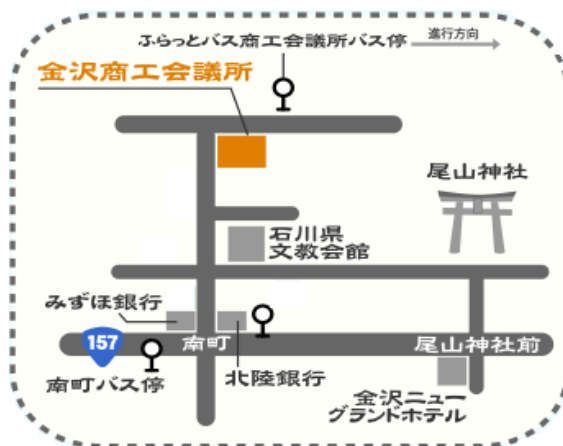 ふらっとバス商工会議所バス停
進行方向
金沢商工会議所
尾山神社
石川県
文教会館
みずほ銀行
157
南町
尾山神社前
南町バス停
北陸銀行
金沢ニュー
グランドホテル